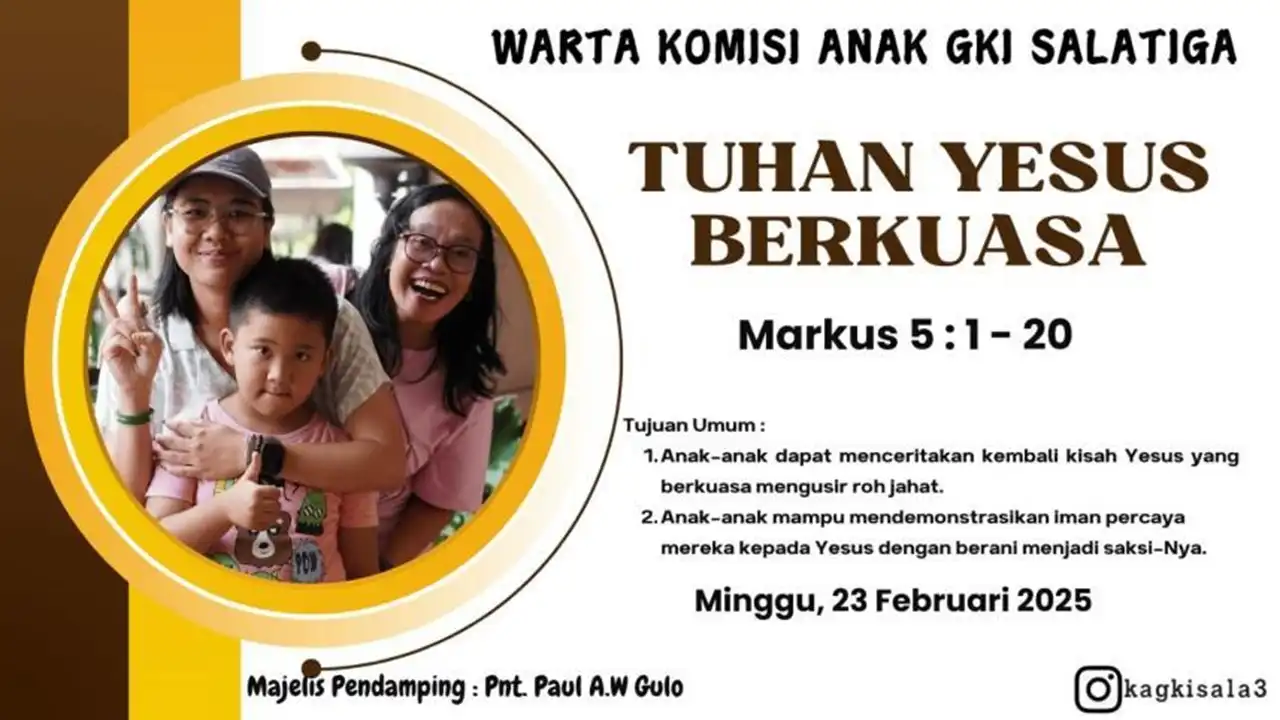 WARTA KOMISI ANAK GKI SALATIGA
TUHAN YESUS
BERKUASA
Markus 5 : 1 - 20
Tujuan Umum :
1. Anak-anak dapat menceritakan kembali kisah Yesus yang
berkuasa mengusir roh jahat.
2. Anak-anak mampu mendemonstrasikan iman percaya
mereka kepada Yesus dengan berani menjadi saksi-Nya.
Minggu, 23 Februari 2025
Majelis Pendamping : Pnt. Paul A.W Gulo
kagkisala3
POW